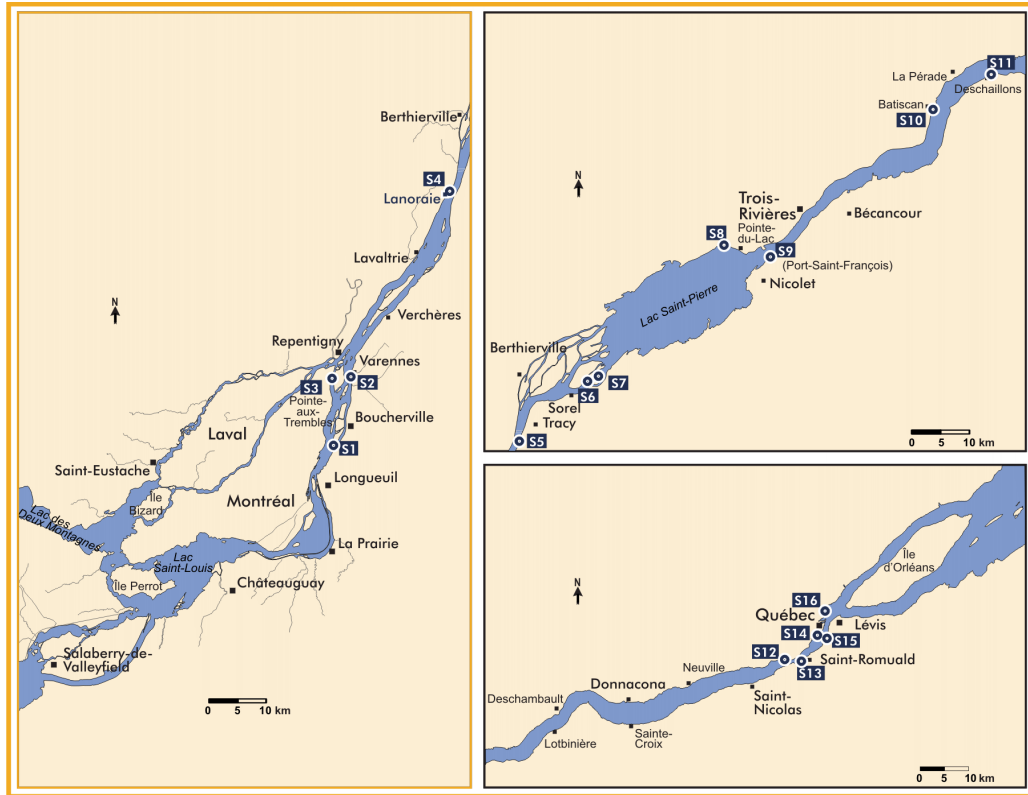 Berthierville
S4
Lanoraie
Lavaltrie
N
Verchères
Repentigny
Varennes
S3
S2
Pointe-
aux-
Trembles
Boucherville
Laval
S1
Saint-Eustache
Longueuil
Île
Bizard
Montréal
Lac des
Deux Montagnes
La Prairie
Lac
Saint-Louis
Île Perrot
Châteauguay
Salaberry-de-
Valleyfield
0 5 10 km
S11
La Pérade
Deschaillons
Batiscan
S10
N
Trois-
Rivières
Bécancour
S8
Pointe-
du-Lac
S9
(Port-Saint-François)
Nicolet
Lac Saint-Pierre
Berthierville
S7
S6
Sorel
Tracy
S5
0 5 10 km
Île
d'Orléans
N
S16
Québec
Lévis
S14
S15
S12
Saint-Romuald
S13
Neuville
Donnacona
Saint-
Nicolas
Deschambault
Lotbinière
Sainte-
Croix
0 5 10 km